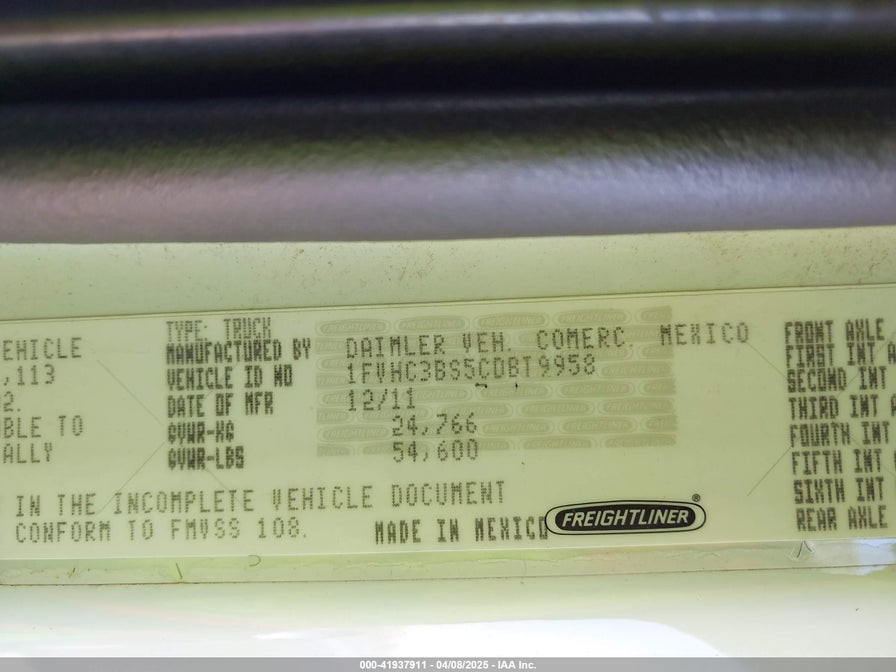 TYPE: TRUCK
EHICLE MANUFACTURED BY DAIMLER VEH. COMERC. MEXICO FRONT AXLE
,113 VEHICLE ID NO 1FVHC3BS5CDBT9958 FIRST INT A
2. DATE OF MFR 12/11 SECOND INT
BLE TO GVWR-KG 24,766 THIRD INT A
ALLY GVWR-LBS 54,600 FOURTH INT
FIFTH INT
IN THE INCOMPLETE VEHICLE DOCUMENT SIXTH INT
CONFORM TO FMVSS 108. MADE IN MEXICO FREIGHTLINER® REAR AXLE
000-41937911 - 04/08/2025 - IAA Inc.